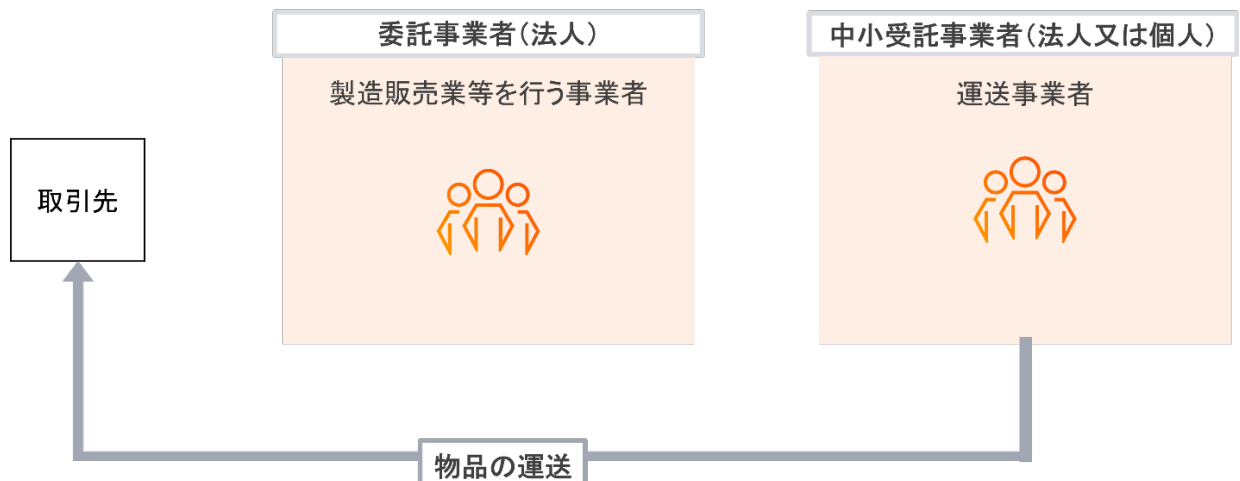 委託事業者(法人)
中小受託事業者(法人又は個人)
製造販売業等を行う事業者
運送事業者
取引先
物品の運送